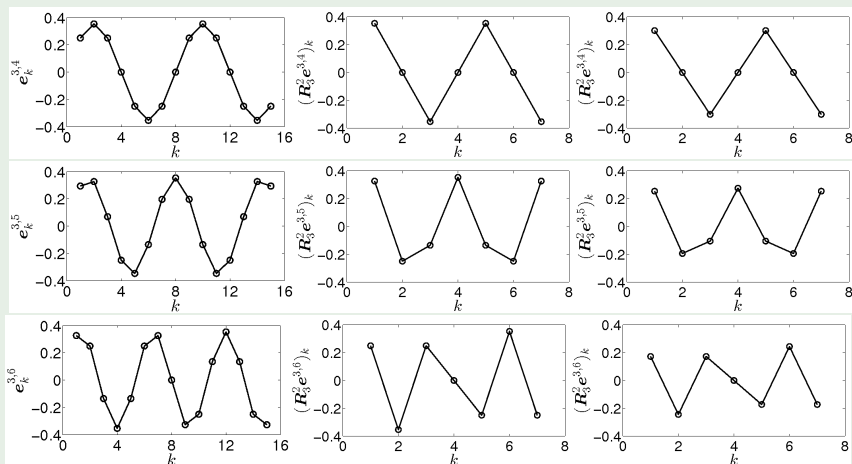 0.4 0.2 0 −0.2 −0.4
e_k^{3,4}
0 4 8 12 16
k
0.4 0.2 0 −0.2 −0.4
(R_3^2 e^{3,4})_k
0 2 4 6 8
k
0.4 0.2 0 −0.2 −0.4
(R_3^2 e^{3,4})_k
0 2 4 6 8
k
0.4 0.2 0 −0.2 −0.4
e_k^{3,5}
0 4 8 12 16
k
0.4 0.2 0 −0.2 −0.4
(R_3^2 e^{3,5})_k
0 2 4 6 8
k
0.4 0.2 0 −0.2 −0.4
(R_3^2 e^{3,5})_k
0 2 4 6 8
k
0.4 0.2 0 −0.2 −0.4
e_k^{3,6}
0 4 8 12 16
k
0.4 0.2 0 −0.2 −0.4
(R_3^2 e^{3,6})_k
0 2 4 6 8
k
0.4 0.2 0 −0.2 −0.4
(R_3^2 e^{3,6})_k
0 2 4 6 8
k